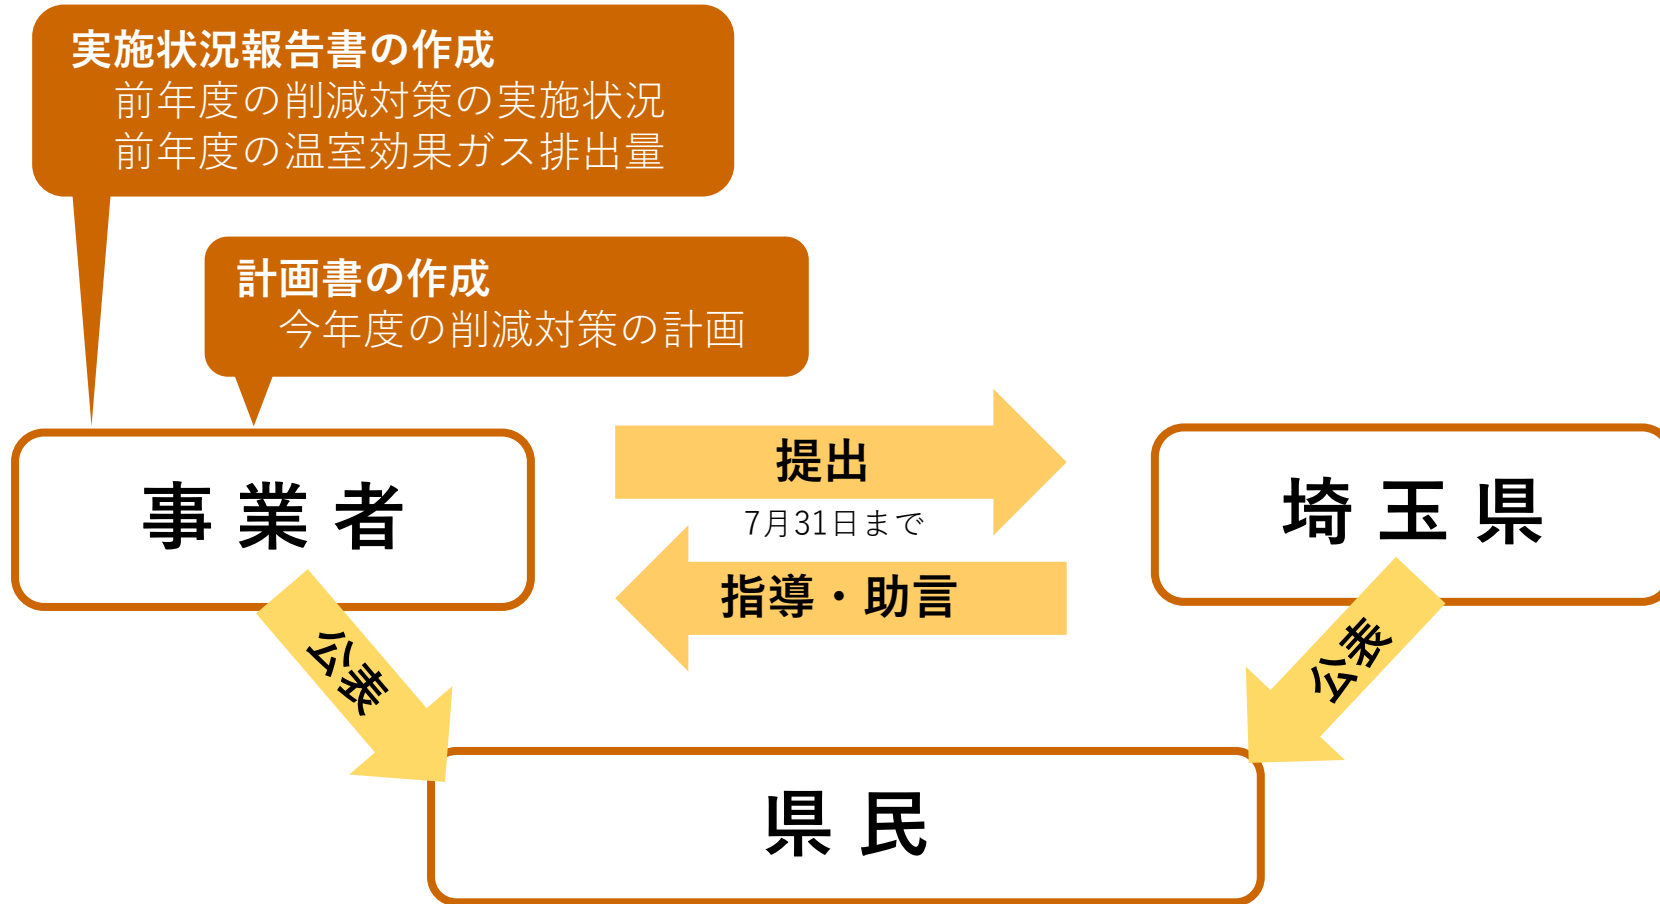 実施状況報告書の作成
前年度の削減対策の実施状況
前年度の温室効果ガス排出量
計画書の作成
今年度の削減対策の計画
事業者
提出
7月31日まで
指導・助言
埼玉県
公表
公表
県民